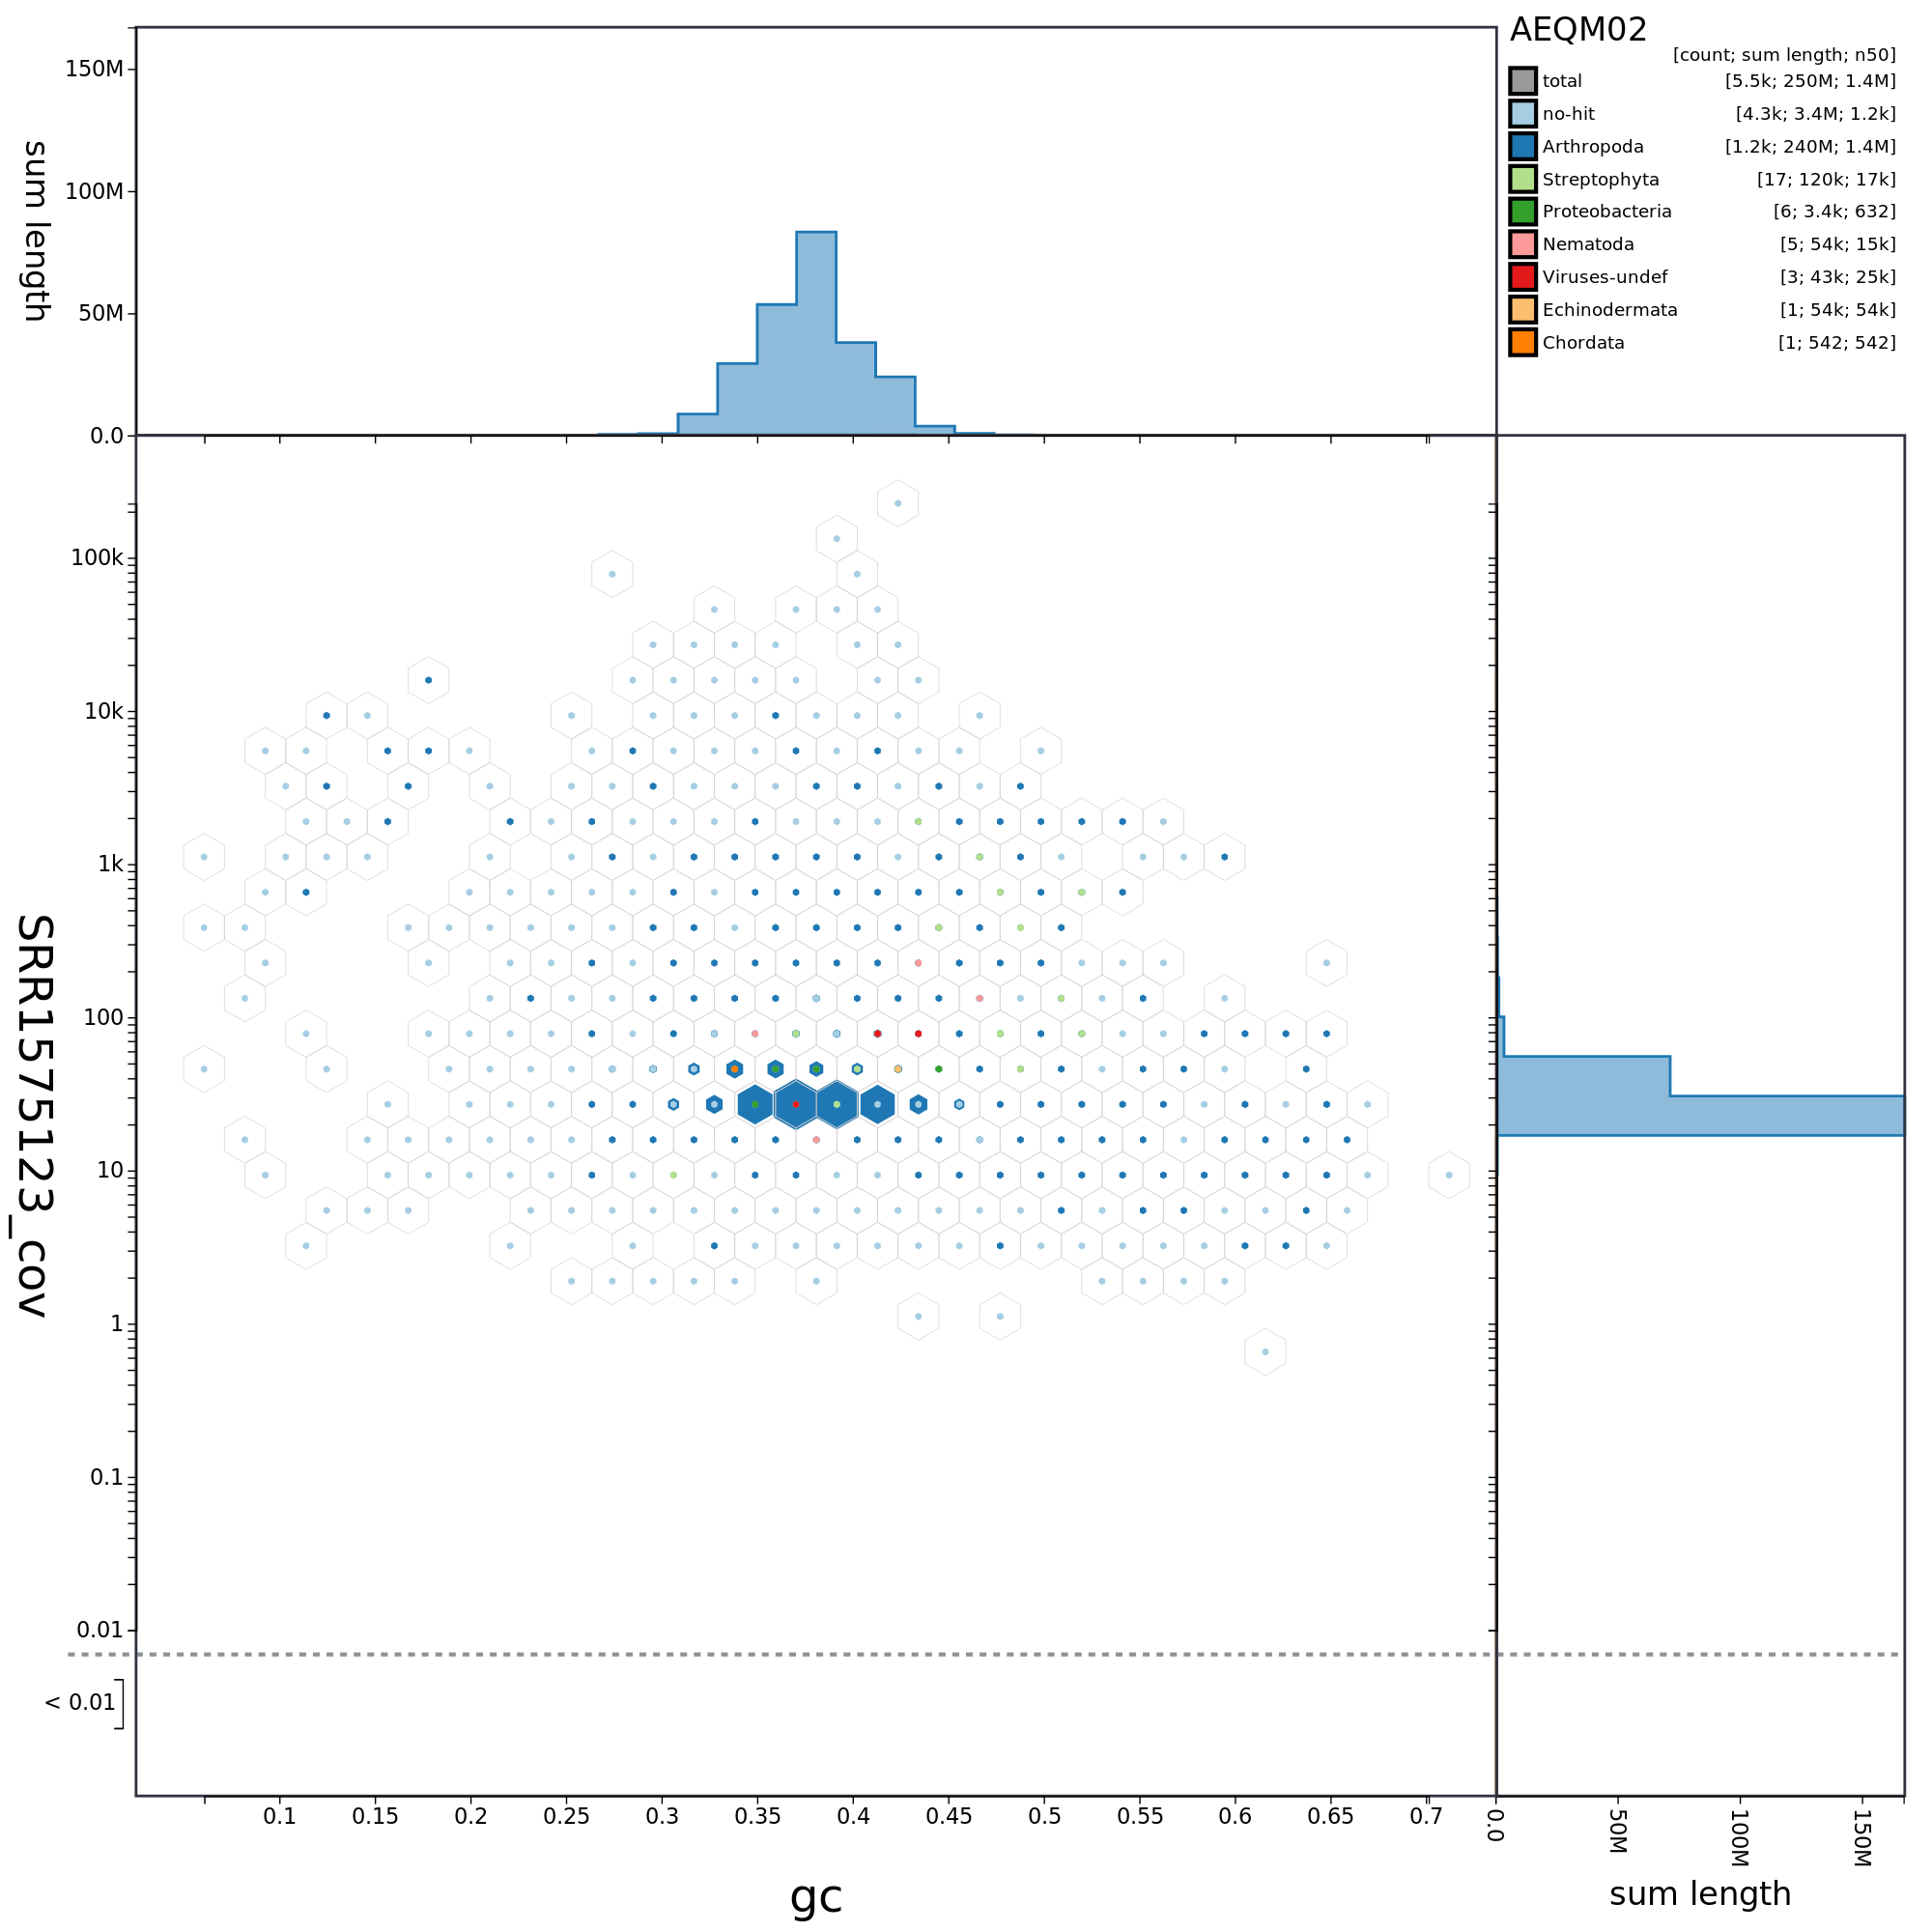 AEQM02
[count; sum length; n50]
total [5.5k; 250M; 1.4M]
no-hit [4.3k; 3.4M; 1.2k]
Arthropoda [1.2k; 240M; 1.4M]
Streptophyta [17; 120k; 17k]
Proteobacteria [6; 3.4k; 632]
Nematoda [5; 54k; 15k]
Viruses-undef [3; 43k; 25k]
Echinodermata [1; 54k; 54k]
Chordata [1; 542; 542]
150M
100M
50M
0.0
sum length
100k
10k
1k
100
10
1
0.1
0.01
< 0.01
SRR1575123_cov
0.1 0.15 0.2 0.25 0.3 0.35 0.4 0.45 0.5 0.55 0.6 0.65 0.7
gc
0.0 50M 100M 150M
sum length